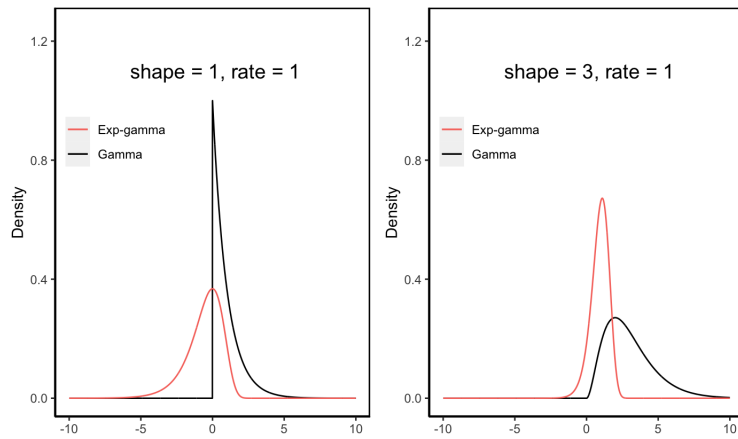 shape = 1, rate = 1
Exp-gamma
Gamma
Density
1.2
0.8
0.4
0.0
-10 -5 0 5 10
shape = 3, rate = 1
Exp-gamma
Gamma
Density
1.2
0.8
0.4
0.0
-10 -5 0 5 10